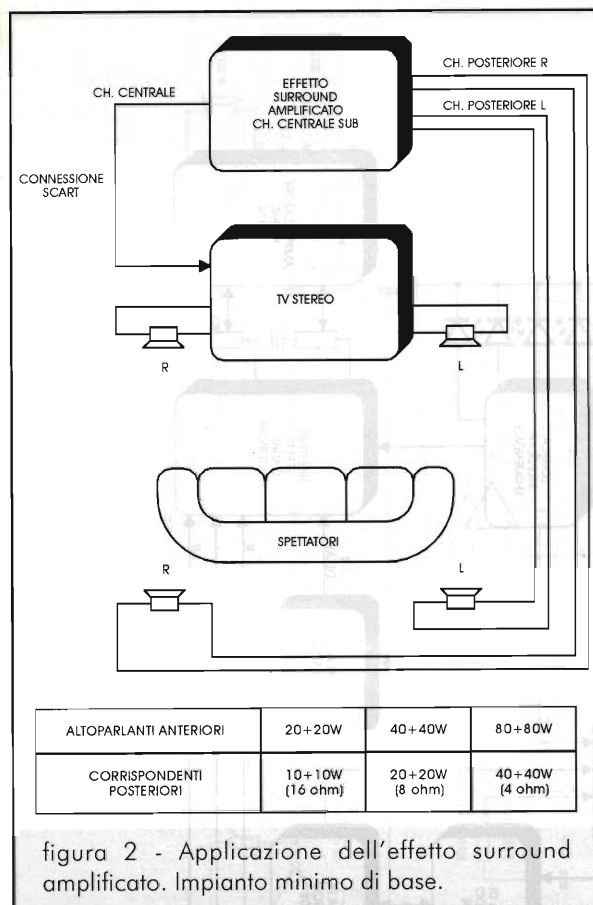 CH. CENTRALE
EFFETTO
SURROUND
AMPLIFICATO
CH. CENTRALE SUB
CH. POSTERIORE R
CH. POSTERIORE L
CONNESSIONE
SCART
TV STEREO
R
L
SPETTATORI
R
L
ALTOPARLANTI ANTERIORI 20+20W 40+40W 80+80W
CORRISPONDENTI POSTERIORI 10+10W (16 ohm) 20+20W (8 ohm) 40+40W (4 ohm)
figura 2 - Applicazione dell'effetto surround
amplificato. Impianto minimo di base.